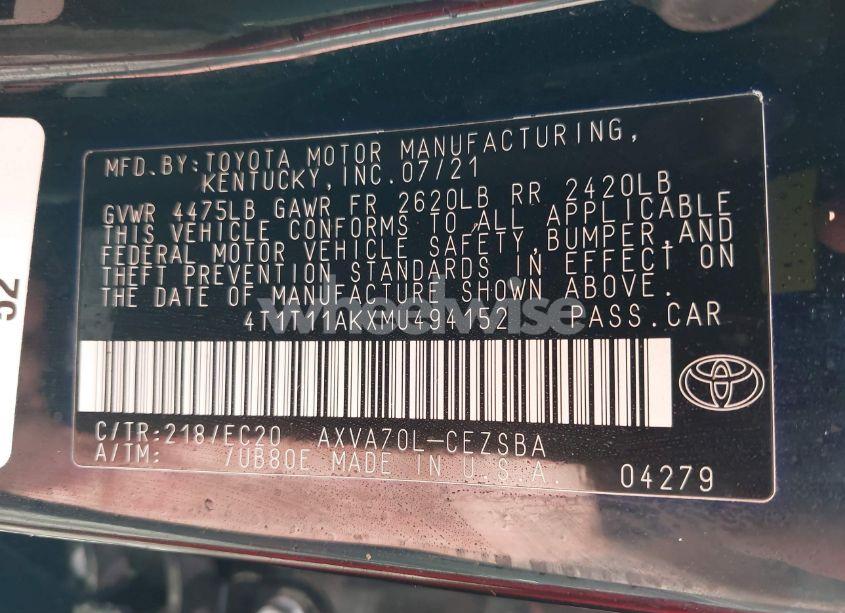 MFD.BY:TOYOTA MOTOR MANUFACTURING,
KENTUCKY,INC.07/21
GVWR 4475LB GAWR FR 2620LB RR 2420LB
THIS VEHICLE CONFORMS TO ALL APPLICABLE
FEDERAL MOTOR VEHICLE SAFETY,BUMPER,AND
THEFT PREVENTION STANDARDS IN EFFECT ON
THE DATE OF MANUFACTURE SHOWN ABOVE.
PASS.CAR
wheelwise
C/TR:218/EC20 AXVA70L-CEZSBA
A/TM: /UB80E MADE IN U.S.A.
04279
52